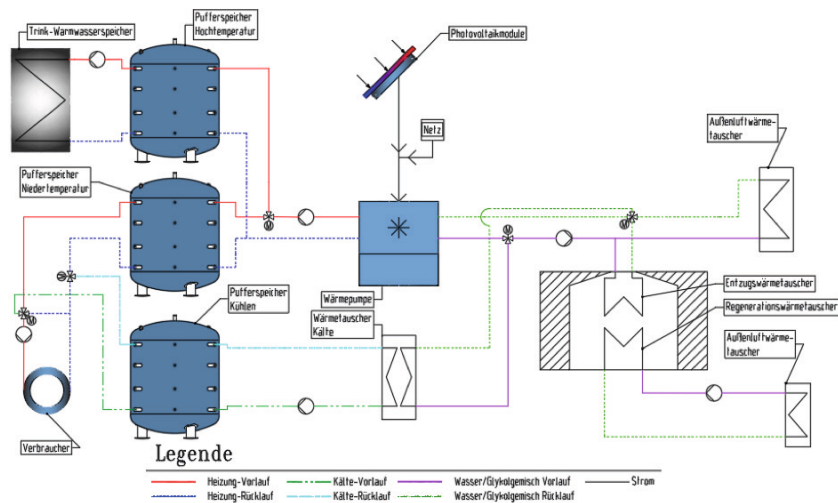 Trink-Warmwasserspeicher
Pufferspeicher
Hochtemperatur
Photovoltaikmodule
Netz
Außenluftwärme-
tauscher
Pufferspeicher
Niedertemperatur
M
M
M
M
M
Wärmepumpe
Entzugswärmetauscher
Regenerationswärmetauscher
Pufferspeicher
Kühlen
Wärmetauscher
Kälte
Außenluftwärme-
tauscher
Verbraucher
Legende
Heizung-Vorlauf
Kälte-Vorlauf
Wasser/Glykolgemisch Vorlauf
Strom
Heizung-Rücklauf
Kälte-Rücklauf
Wasser/Glykolgemisch Rücklauf